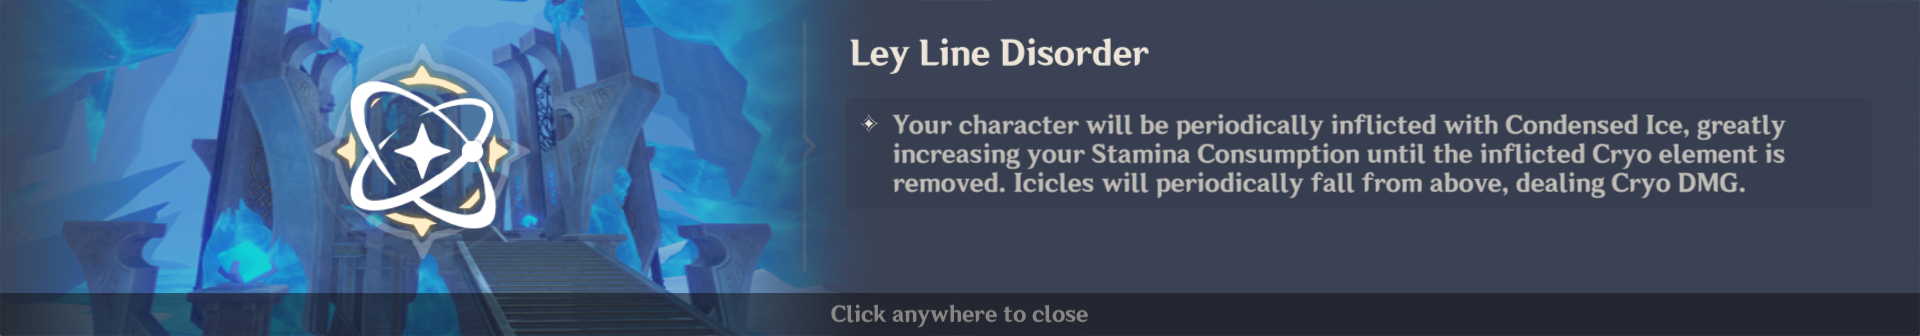 Ley Line Disorder
Your character will be periodically inflicted with Condensed Ice, greatly
increasing your Stamina Consumption until the inflicted Cryo element is
removed. Icicles will periodically fall from above, dealing Cryo DMG.
Click anywhere to close